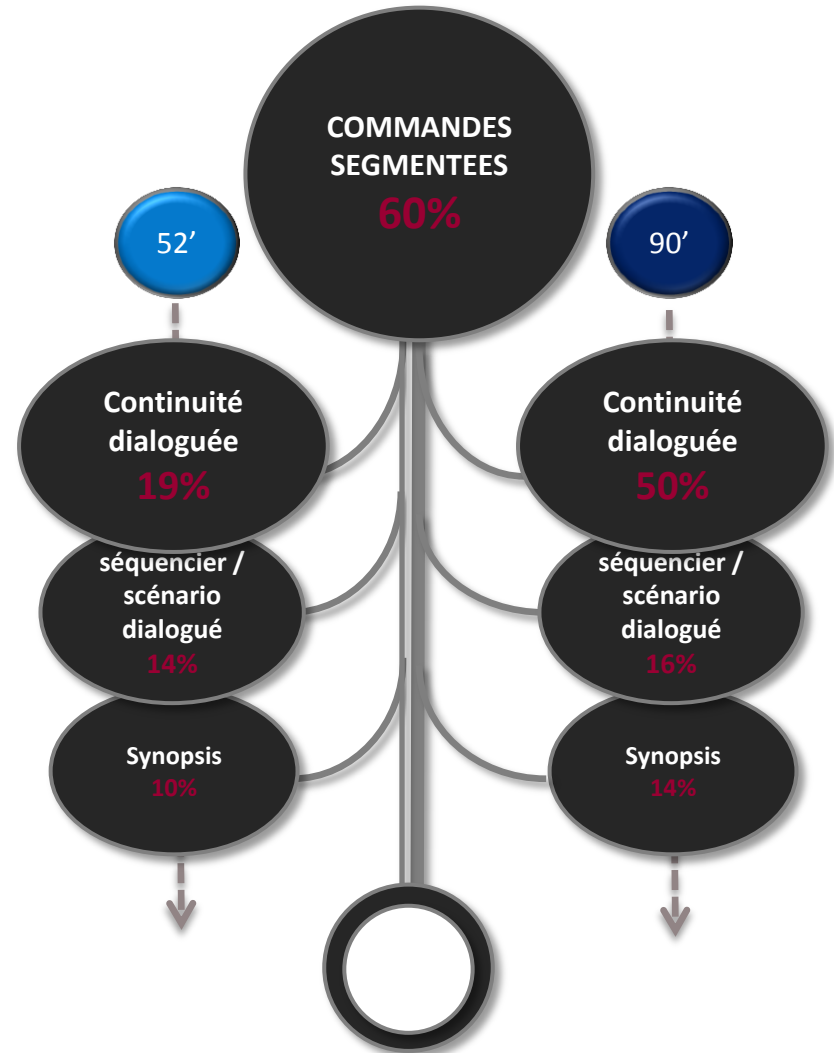 COMMANDES
SEGMENTEES
60%
52’
90’
Continuité
dialoguée
19%
séquencier /
scénario
dialogué
14%
Synopsis
10%
Continuité
dialoguée
50%
séquencier /
scénario
dialogué
16%
Synopsis
14%